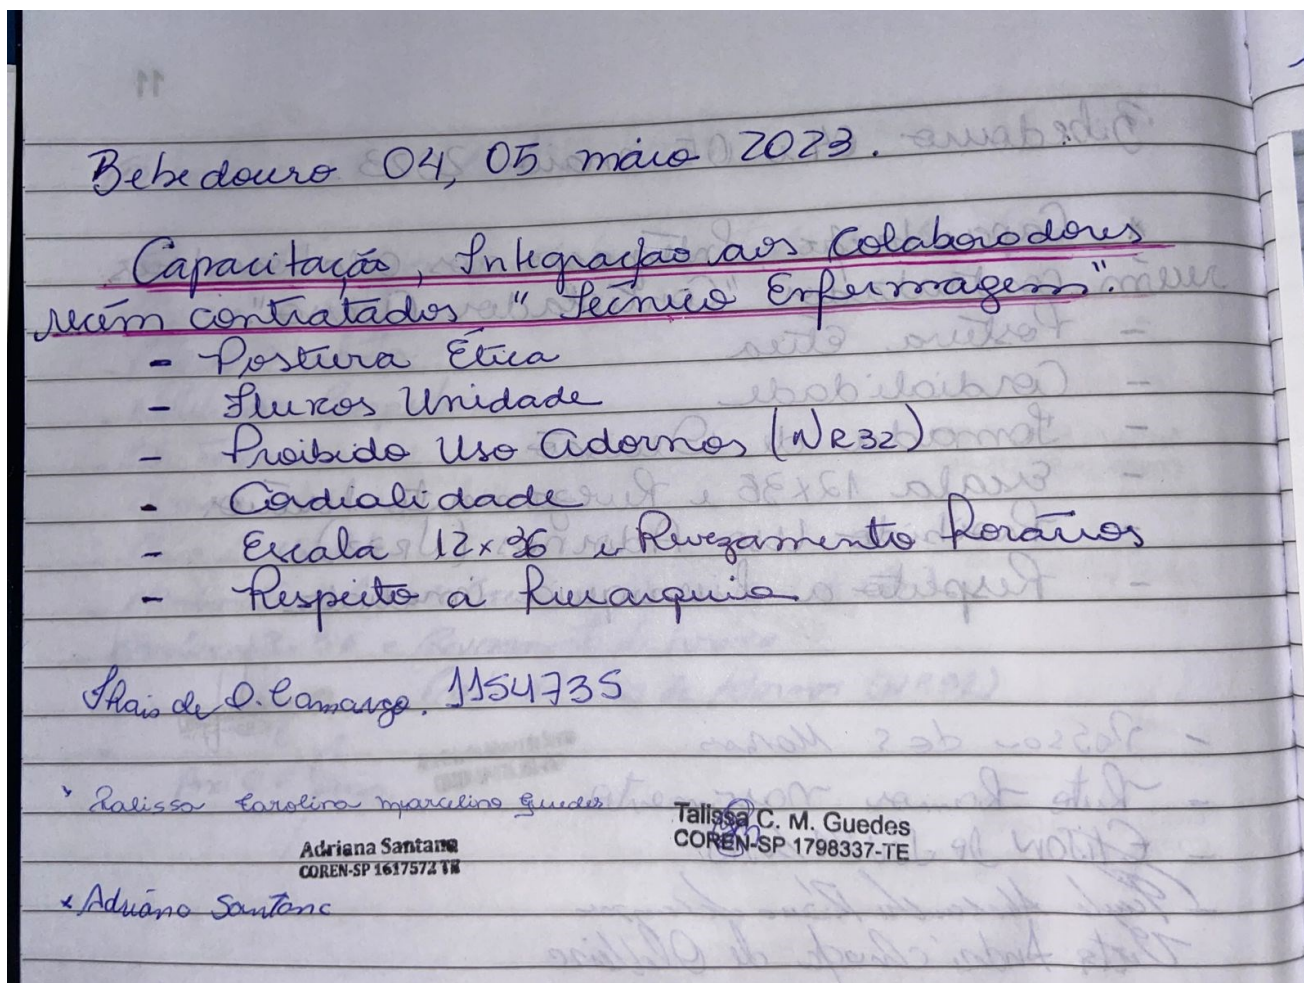 Bebedouro 04, 05 maio 2023.
Capacitação, Integração aos Colaboradores
recém contratados "Técnico Enfermagem".
- Postura Ética
- Fluxos Unidade
- Proibido Uso Adornos (NR32)
- Cordialidade
- Escala 12x36 e Revezamento Horários
- Respeito a hierarquia
Thais de O. Camargo. 1154735
Talissa Carolina Marcelino Guedes
Talissa C. M. Guedes
COREN-SP 1798337-TE
Adriana Santana
COREN-SP 1617572 TE
x Adriana Santana